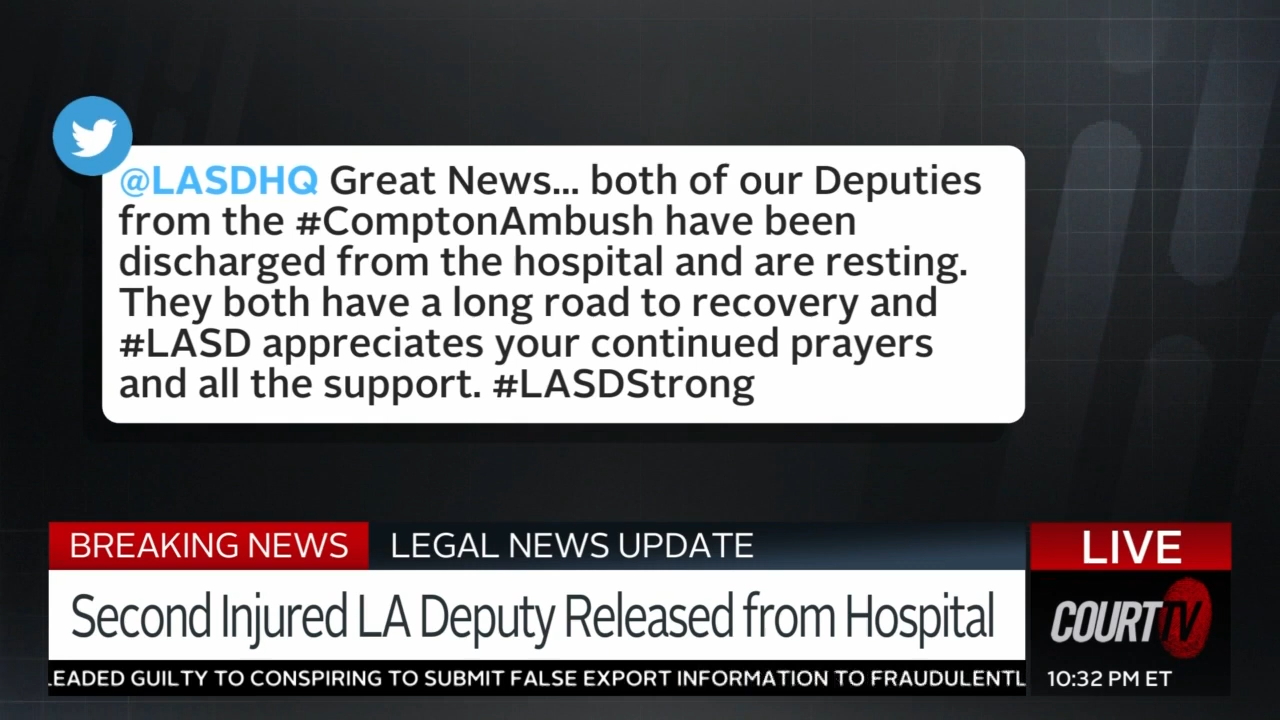 @LASDHQ Great News... both of our Deputies
from the #ComptonAmbush have been
discharged from the hospital and are resting.
They both have a long road to recovery and
#LASD appreciates your continued prayers
and all the support. #LASDStrong
BREAKING NEWS LEGAL NEWS UPDATE
LIVE
Second Injured LA Deputy Released from Hospital
COURT TV
LEADED GUILTY TO CONSPIRING TO SUBMIT FALSE EXPORT INFORMATION TO FRAUDULENTL
10:32 PM ET